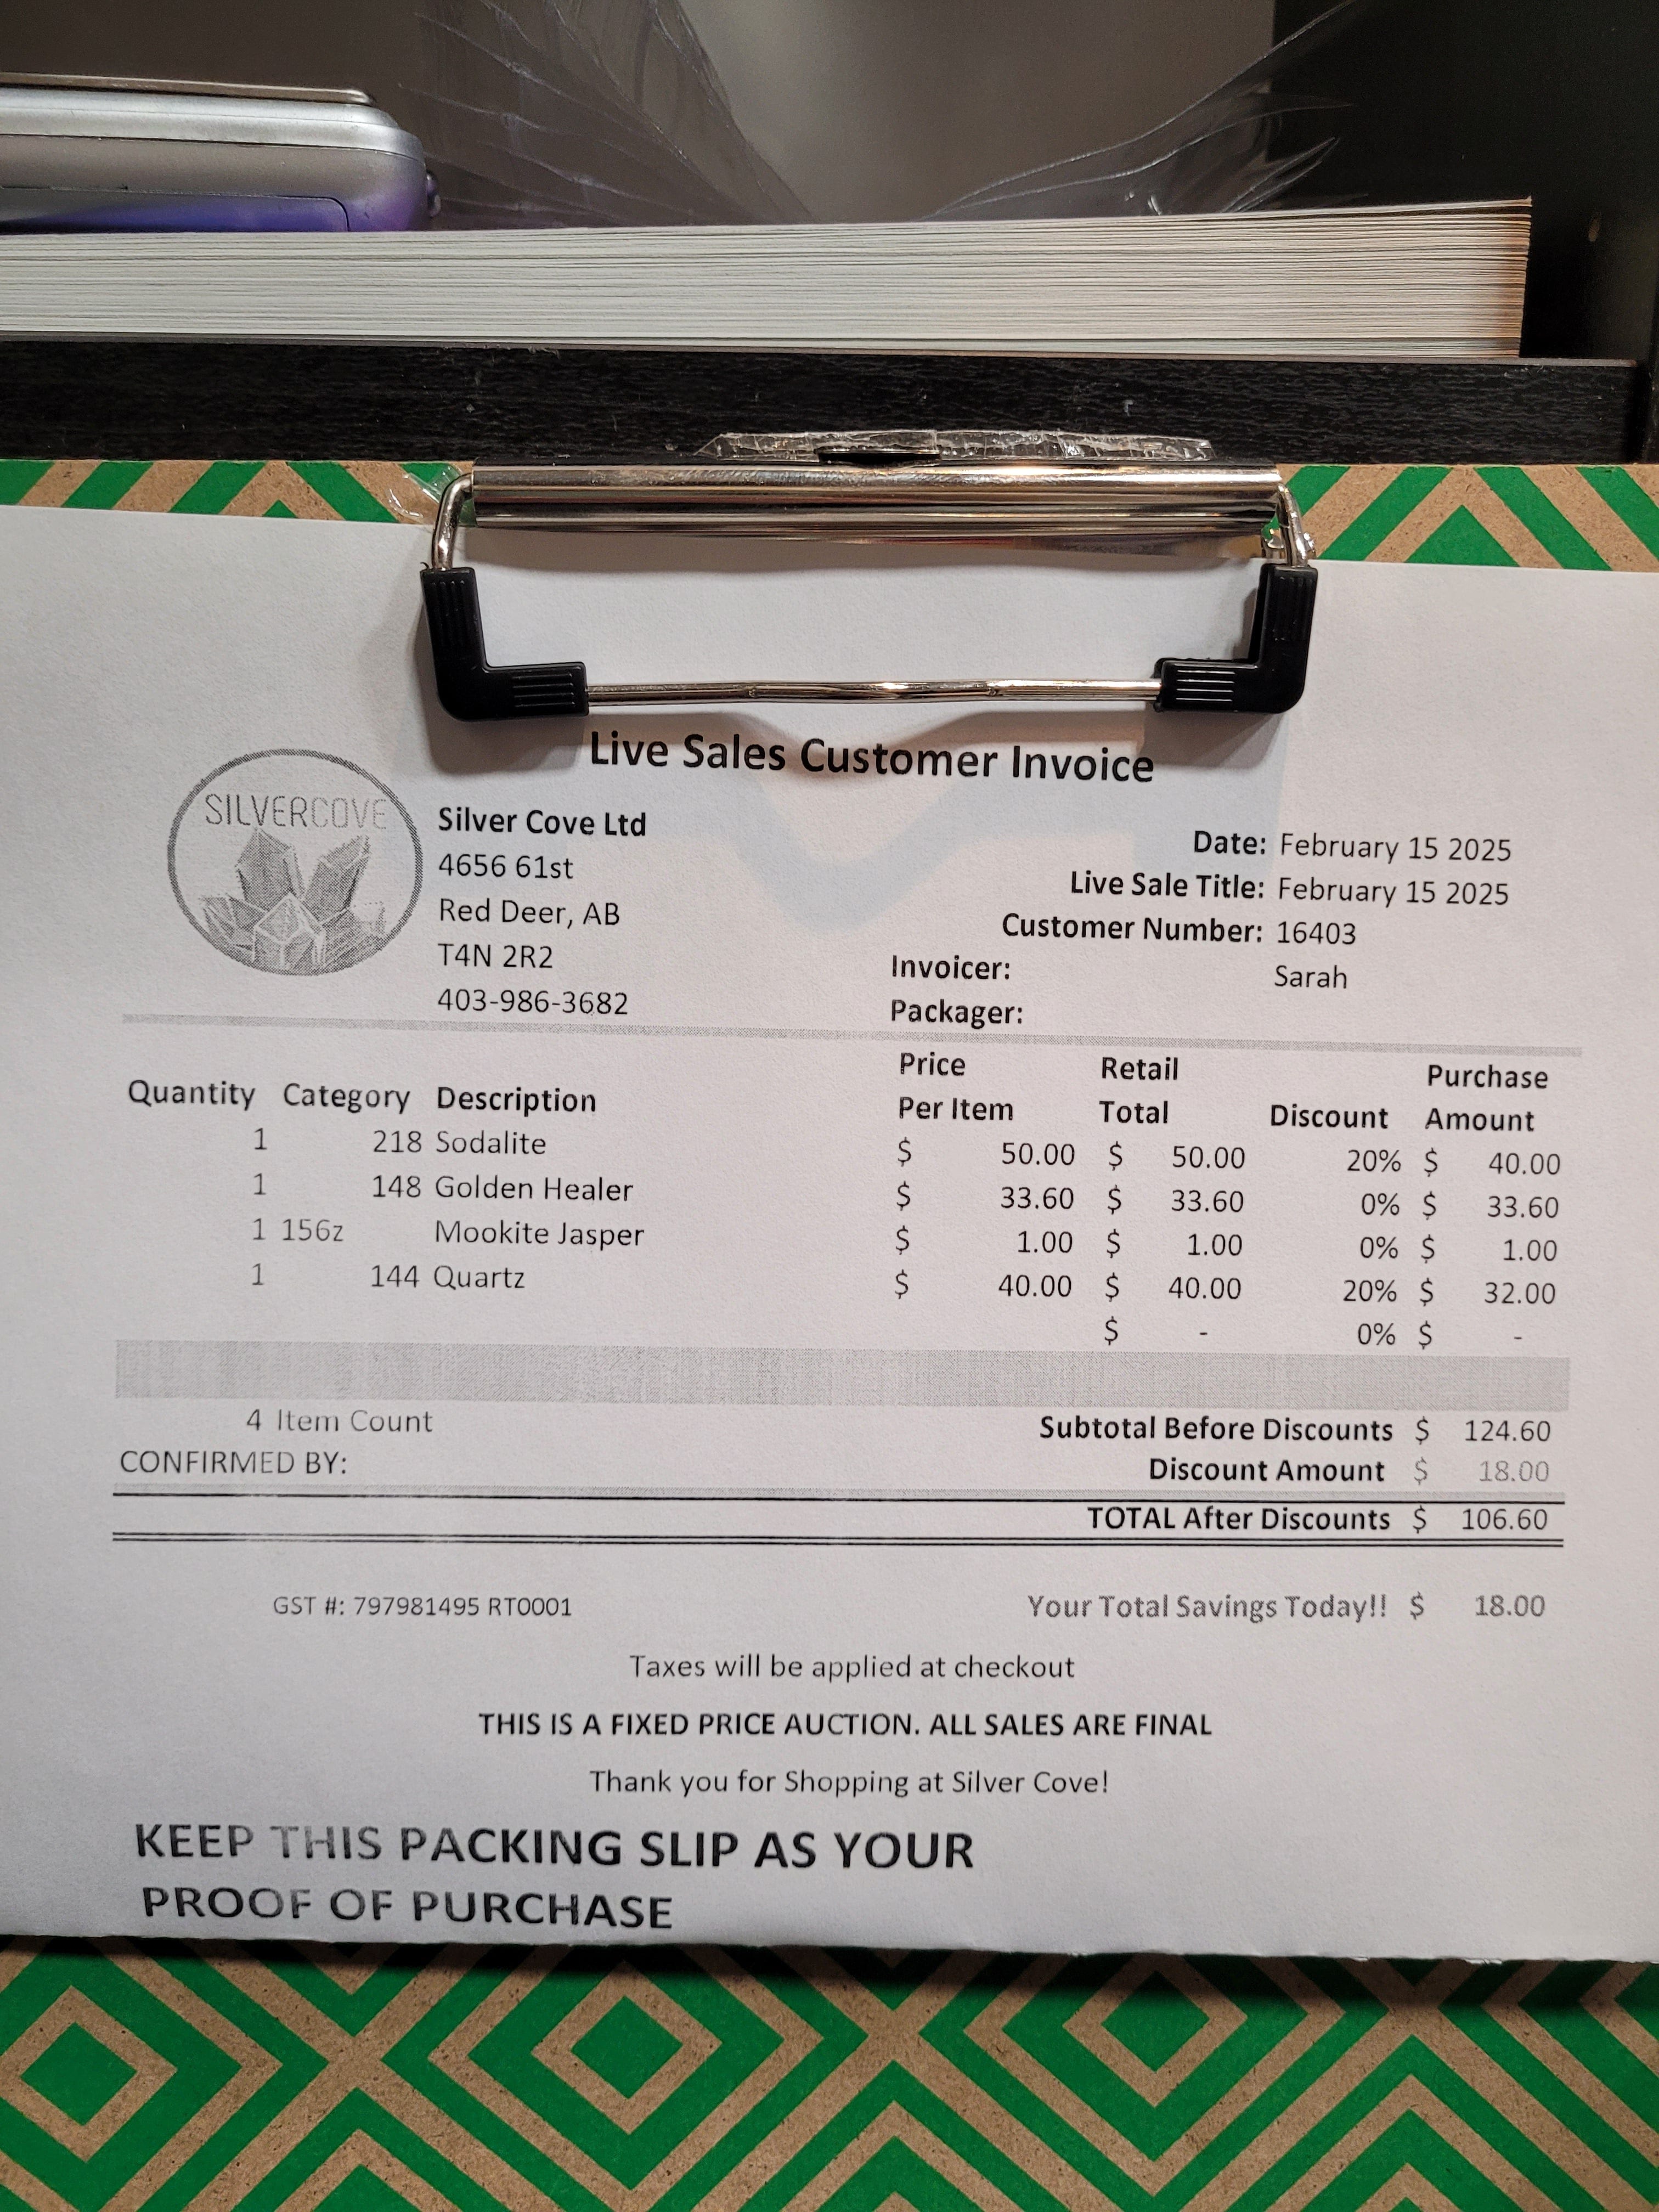 Live Sales Customer Invoice
SILVERCOVE
Silver Cove Ltd
4656 61st
Red Deer, AB
T4N 2R2
403-986-3682
Date: February 15 2025
Live Sale Title: February 15 2025
Customer Number: 16403
Invoicer: Sarah
Packager:
Quantity Category Description Price Per Item Retail Total Discount Purchase Amount
1 218 Sodalite $ 50.00 $ 50.00 20% $ 40.00
1 148 Golden Healer $ 33.60 $ 33.60 0% $ 33.60
1 156z Mookite Jasper $ 1.00 $ 1.00 0% $ 1.00
1 144 Quartz $ 40.00 $ 40.00 20% $ 32.00
$ - 0% $ -
4 Item Count Subtotal Before Discounts $ 124.60
CONFIRMED BY: Discount Amount $ 18.00
TOTAL After Discounts $ 106.60
GST #: 797981495 RT0001 Your Total Savings Today!! $ 18.00
Taxes will be applied at checkout
THIS IS A FIXED PRICE AUCTION. ALL SALES ARE FINAL
Thank you for Shopping at Silver Cove!
KEEP THIS PACKING SLIP AS YOUR
PROOF OF PURCHASE